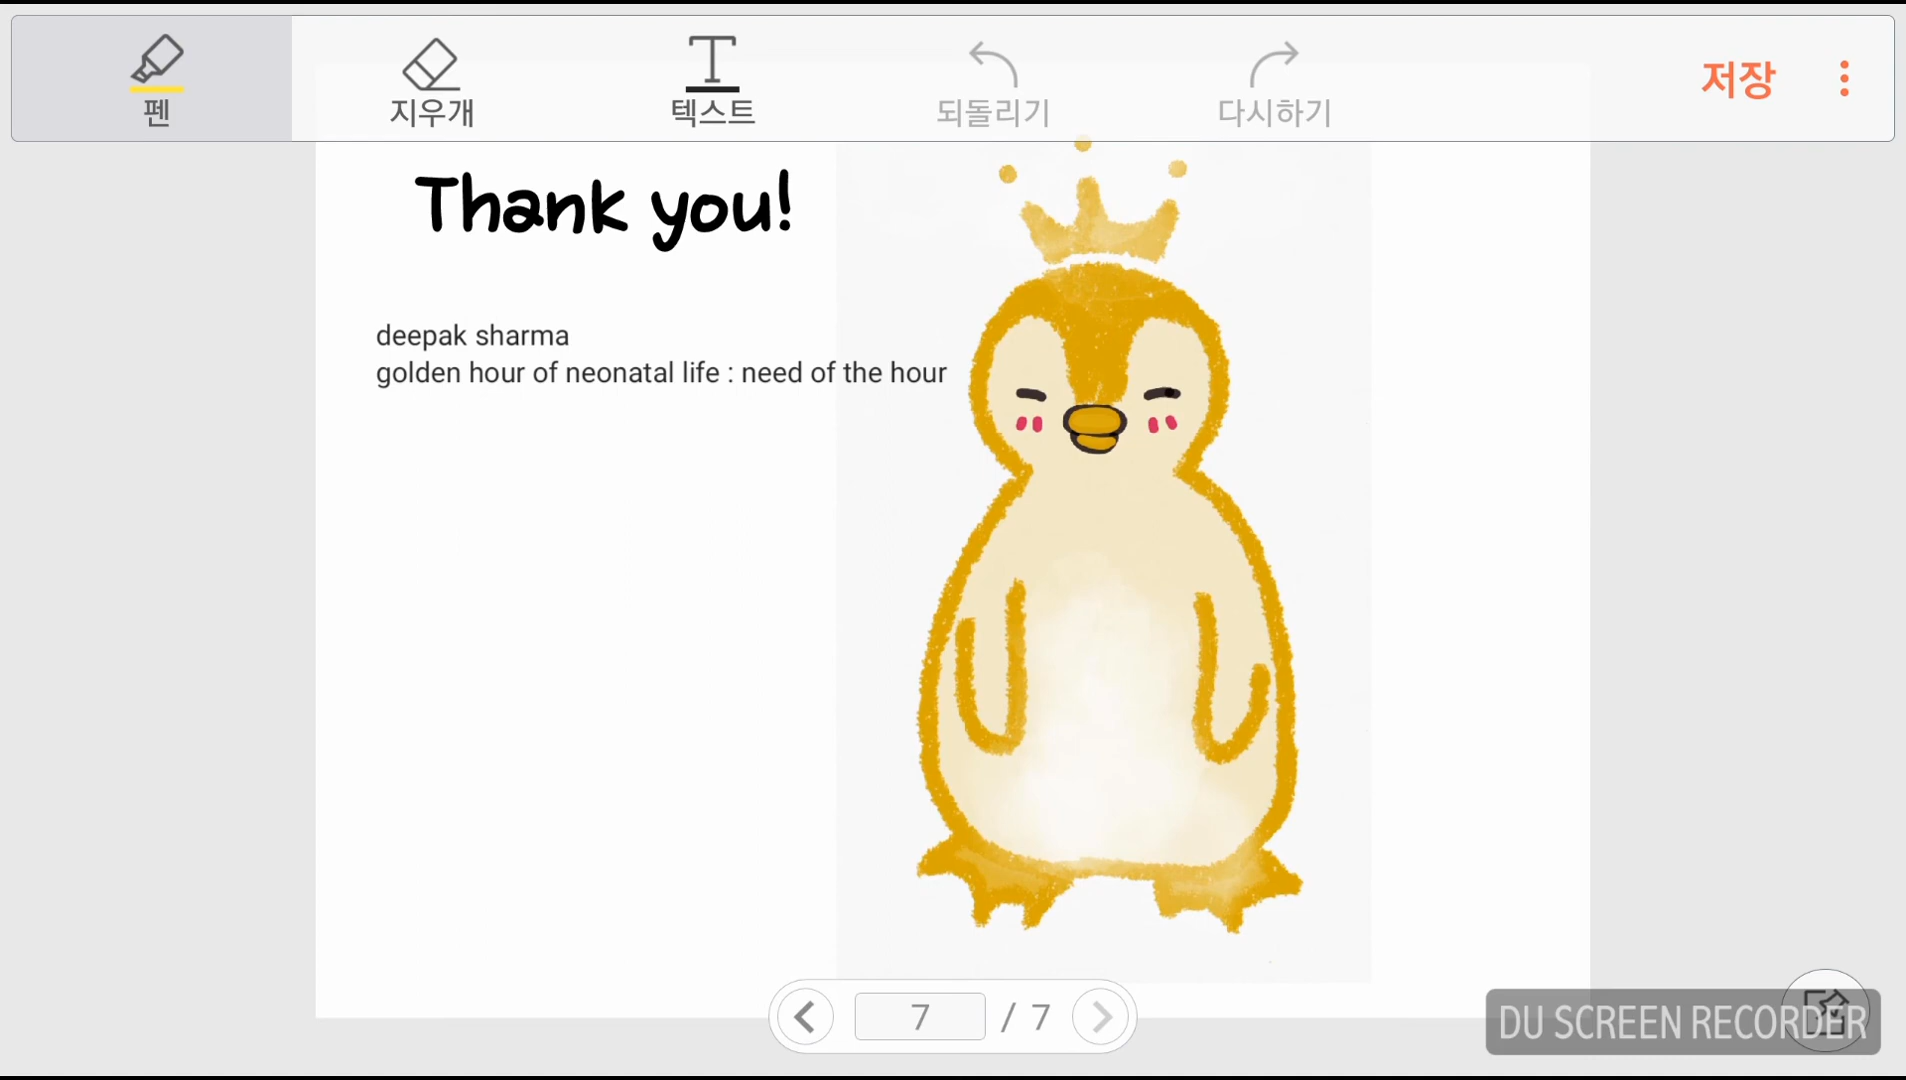 펜
지우개
텍스트
되돌리기
다시하기
저장
Thank you!
deepak sharma
golden hour of neonatal life : need of the hour
7 / 7
DU SCREEN RECORDER